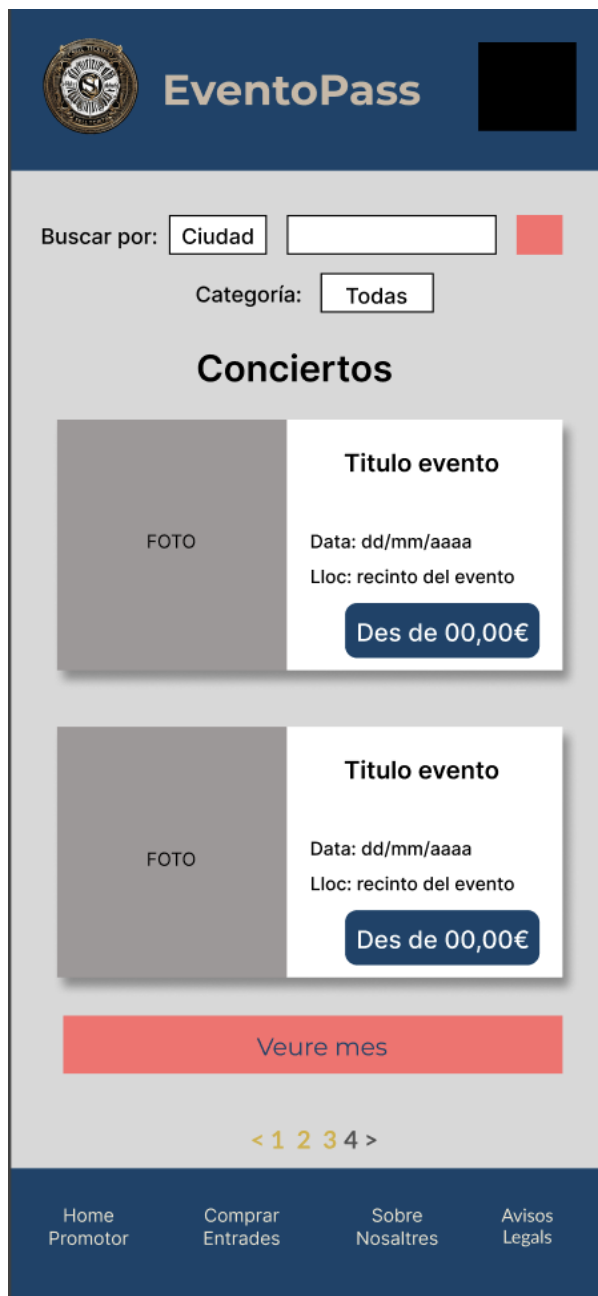 EventoPass
Buscar por: Ciudad
Categoría: Todas
Conciertos
FOTO
Titulo evento
Data: dd/mm/aaaa
Lloc: recinto del evento
Des de 00,00€
FOTO
Titulo evento
Data: dd/mm/aaaa
Lloc: recinto del evento
Des de 00,00€
Veure mes
< 1 2 3 4 >
Home
Promotor
Comprar
Entrades
Sobre
Nosaltres
Avisos
Legals